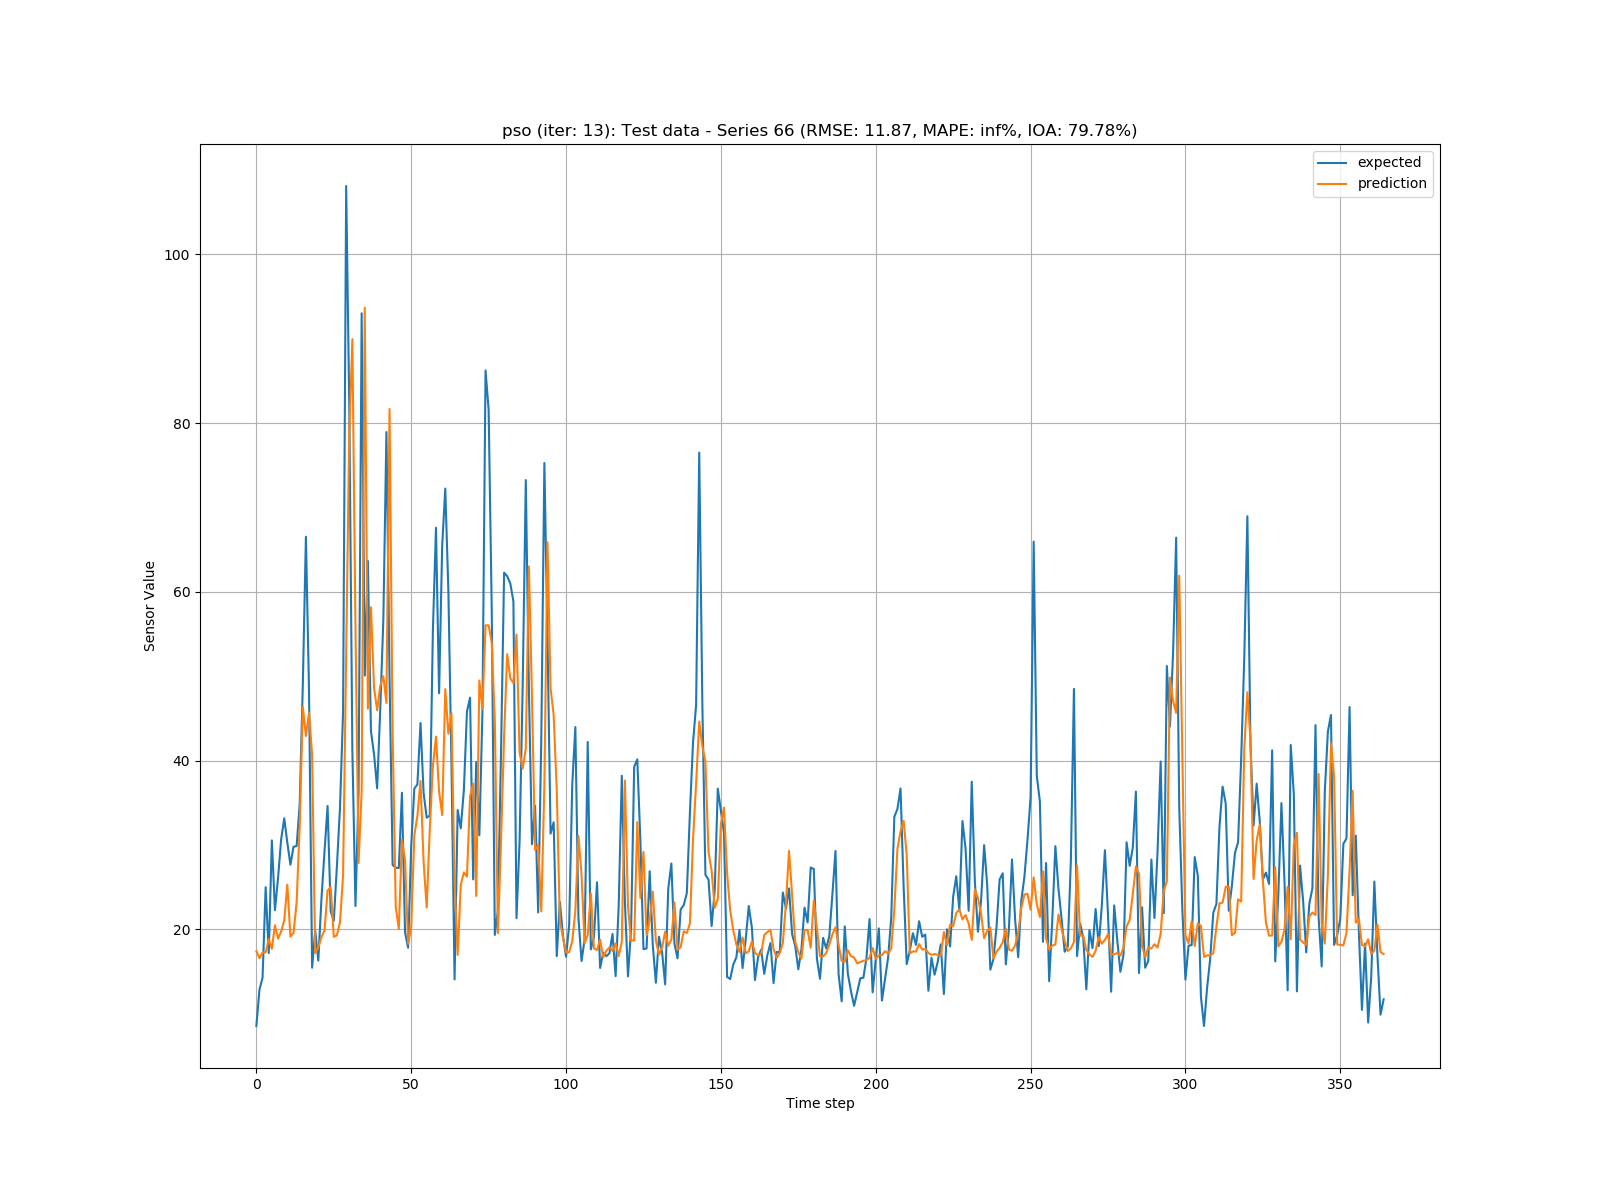 pso (iter: 13): Test data - Series 66 (RMSE: 11.87, MAPE: inf%, IOA: 79.78%)
expected
prediction
100
80
60
40
20
Sensor Value
0 50 100 150 200 250 300 350
Time step